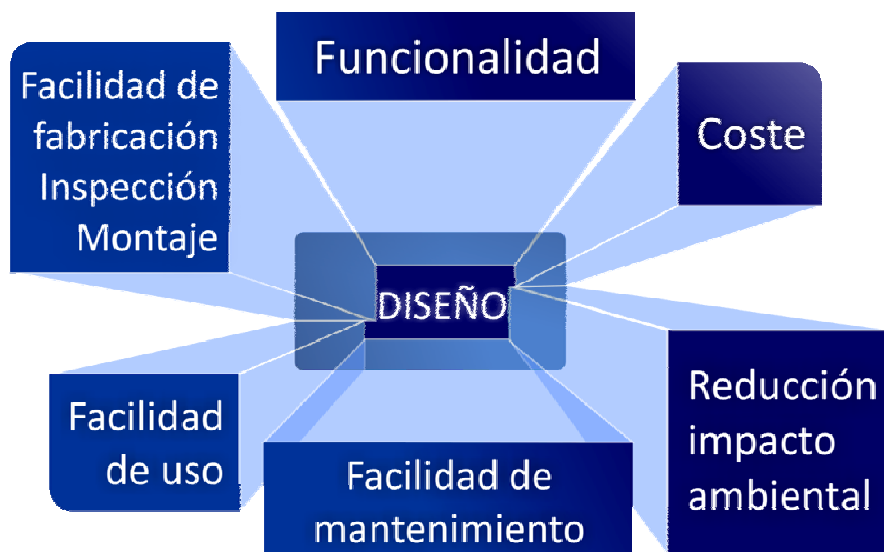 Funcionalidad
Facilidad de
fabricación
Inspección
Montaje
Coste
DISEÑO
Facilidad
de uso
Facilidad de
mantenimiento
Reducción
impacto
ambiental